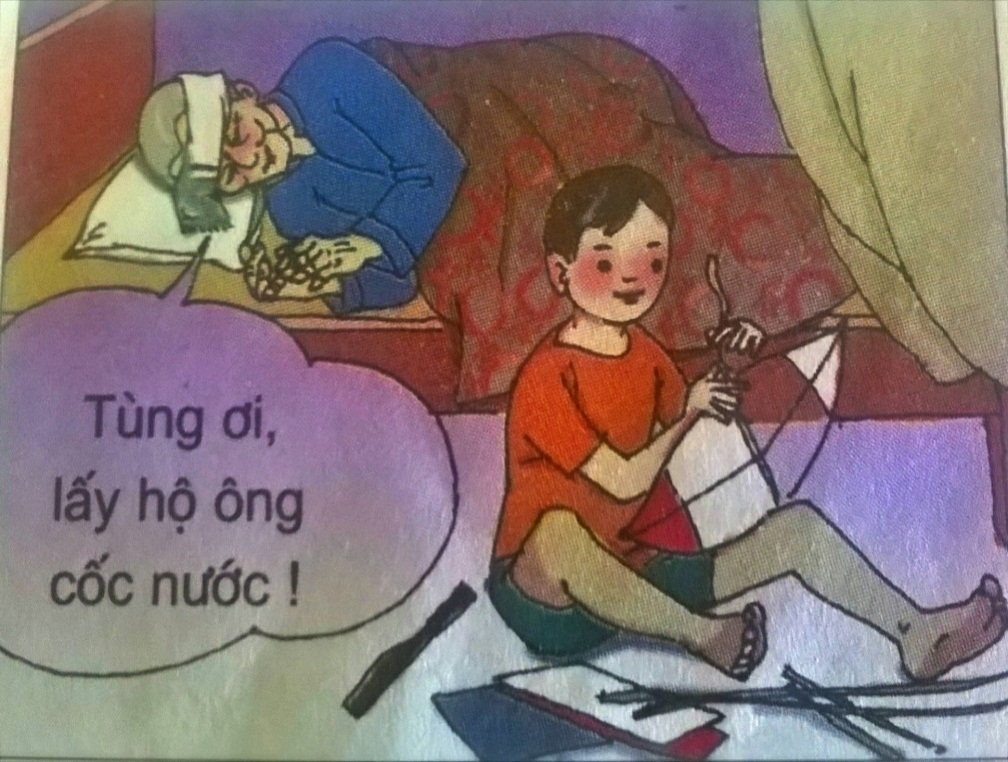 Tùng ơi,
lấy hộ ông
cốc nước !